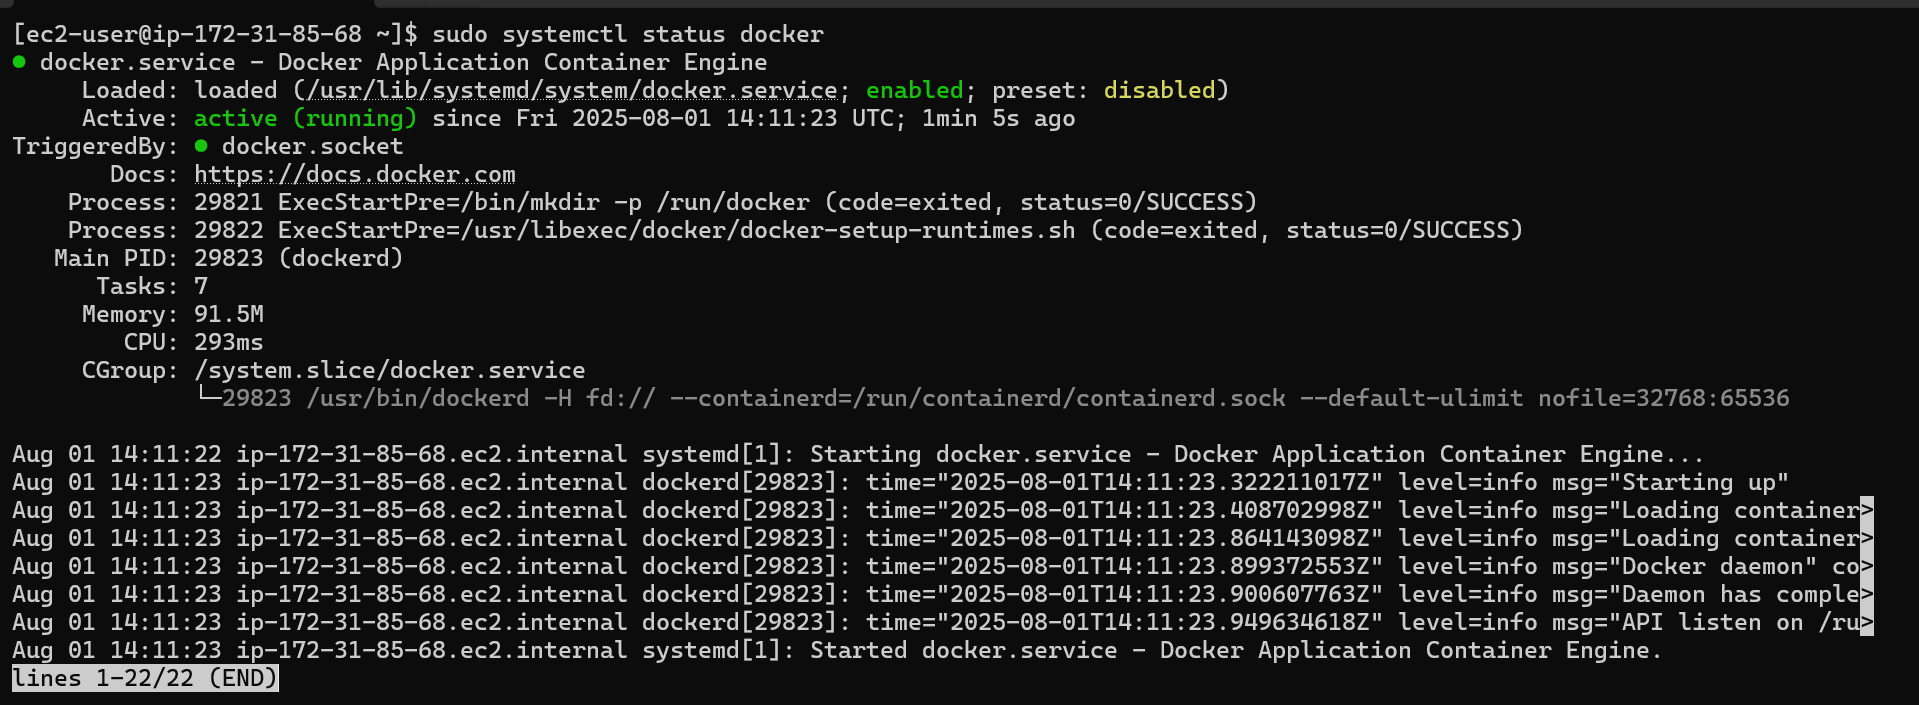 [ec2-user@ip-172-31-85-68 ~]$ sudo systemctl status docker
● docker.service - Docker Application Container Engine
Loaded: loaded (/usr/lib/systemd/system/docker.service; enabled; preset: disabled)
Active: active (running) since Fri 2025-08-01 14:11:23 UTC; 1min 5s ago
TriggeredBy: ● docker.socket
Docs: https://docs.docker.com
Process: 29821 ExecStartPre=/bin/mkdir -p /run/docker (code=exited, status=0/SUCCESS)
Process: 29822 ExecStartPre=/usr/libexec/docker/docker-setup-runtimes.sh (code=exited, status=0/SUCCESS)
Main PID: 29823 (dockerd)
Tasks: 7
Memory: 91.5M
CPU: 293ms
CGroup: /system.slice/docker.service
└─29823 /usr/bin/dockerd -H fd:// --containerd=/run/containerd/containerd.sock --default-ulimit nofile=32768:65536
Aug 01 14:11:22 ip-172-31-85-68.ec2.internal systemd[1]: Starting docker.service - Docker Application Container Engine...
Aug 01 14:11:23 ip-172-31-85-68.ec2.internal dockerd[29823]: time="2025-08-01T14:11:23.322211017Z" level=info msg="Starting up"
Aug 01 14:11:23 ip-172-31-85-68.ec2.internal dockerd[29823]: time="2025-08-01T14:11:23.408702998Z" level=info msg="Loading container>
Aug 01 14:11:23 ip-172-31-85-68.ec2.internal dockerd[29823]: time="2025-08-01T14:11:23.864143098Z" level=info msg="Loading container>
Aug 01 14:11:23 ip-172-31-85-68.ec2.internal dockerd[29823]: time="2025-08-01T14:11:23.899372553Z" level=info msg="Docker daemon" co>
Aug 01 14:11:23 ip-172-31-85-68.ec2.internal dockerd[29823]: time="2025-08-01T14:11:23.900607763Z" level=info msg="Daemon has comple>
Aug 01 14:11:23 ip-172-31-85-68.ec2.internal dockerd[29823]: time="2025-08-01T14:11:23.949634618Z" level=info msg="API listen on /ru>
Aug 01 14:11:23 ip-172-31-85-68.ec2.internal systemd[1]: Started docker.service - Docker Application Container Engine.
lines 1-22/22 (END)